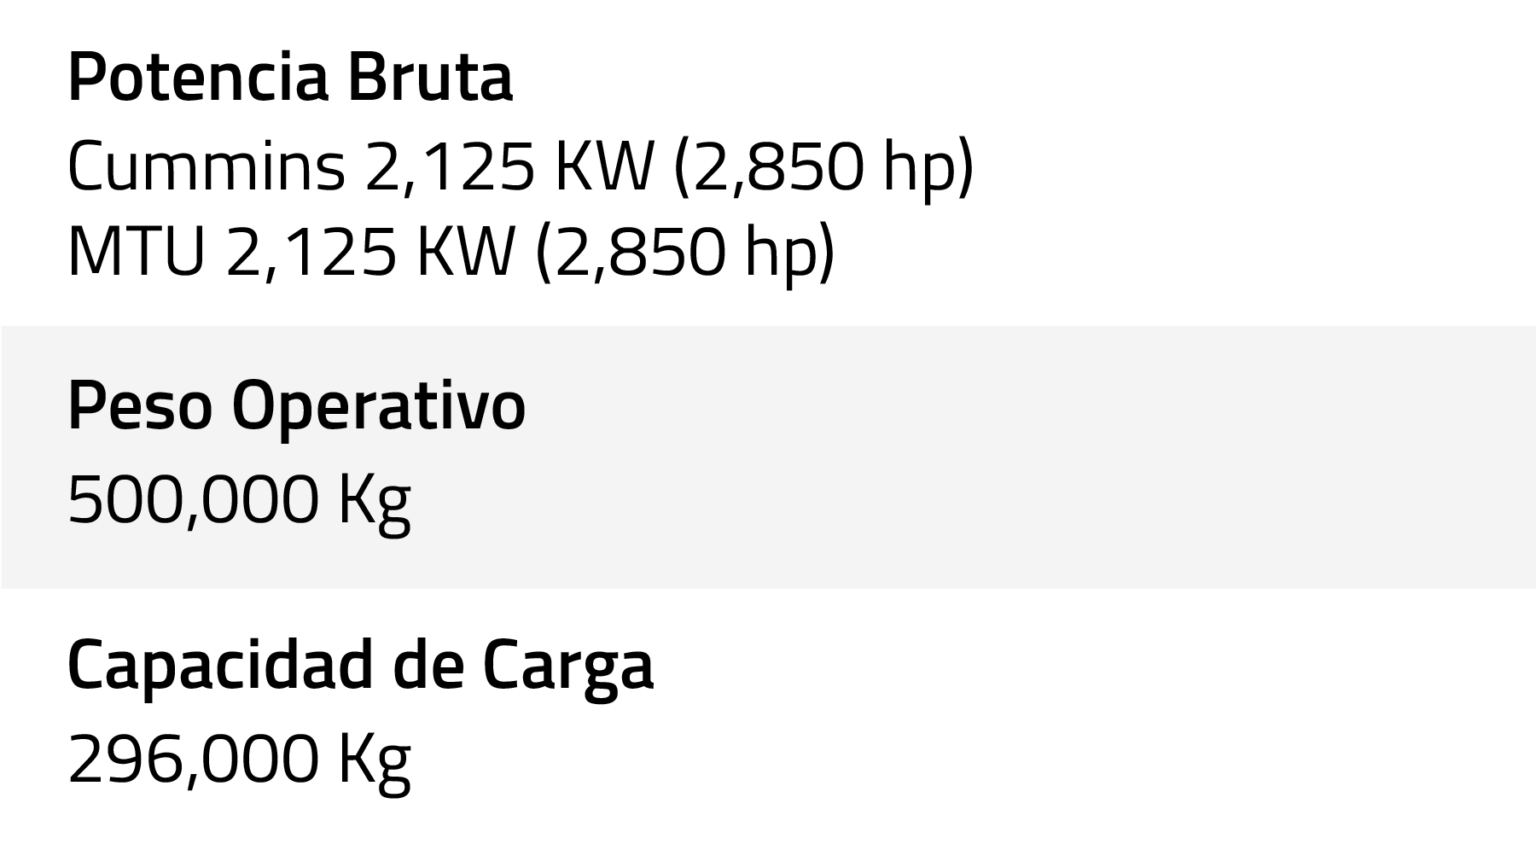 Potencia Bruta
Cummins 2,125 KW (2,850 hp)
MTU 2,125 KW (2,850 hp)
Peso Operativo
500,000 Kg
Capacidad de Carga
296,000 Kg